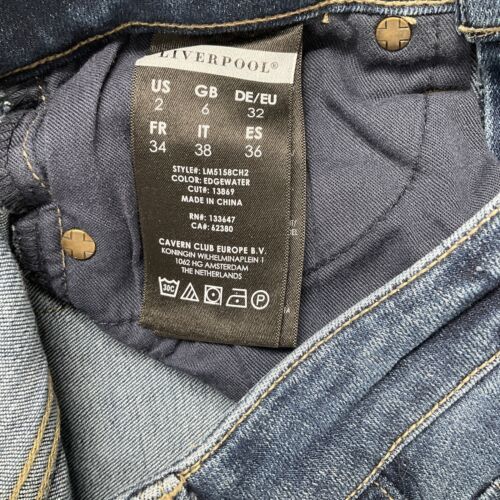 LIVERPOOL®
US GB DE/EU
2 6 32
FR IT ES
34 38 36
STYLE#: LM5158CH2
COLOR: EDGEWATER
CUT#: 13869
MADE IN CHINA
RN: 133647
CA#: 62380
CAVERN CLUB EUROPE B.V.
KONINGIN WILHELMINAPLEIN 1
1062 HG AMSTERDAM
THE NETHERLANDS
30C P